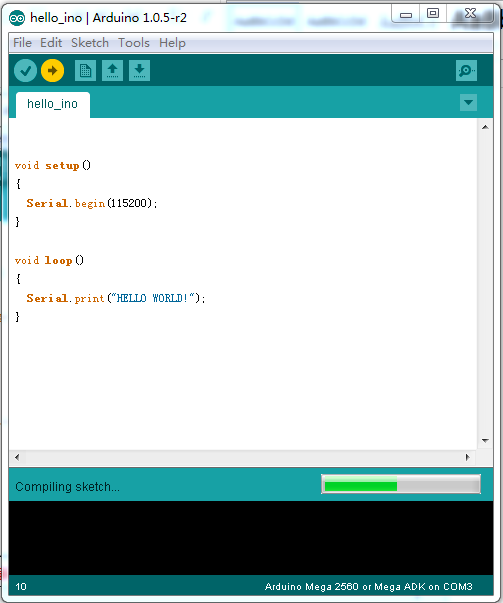 hello_ino | Arduino 1.0.5-r2
File Edit Sketch Tools Help
hello_ino
void setup()
{
Serial.begin(115200);
}
void loop()
{
Serial.print("HELLO WORLD!");
}
Compiling sketch...
10 Arduino Mega 2560 or Mega ADK on COM3